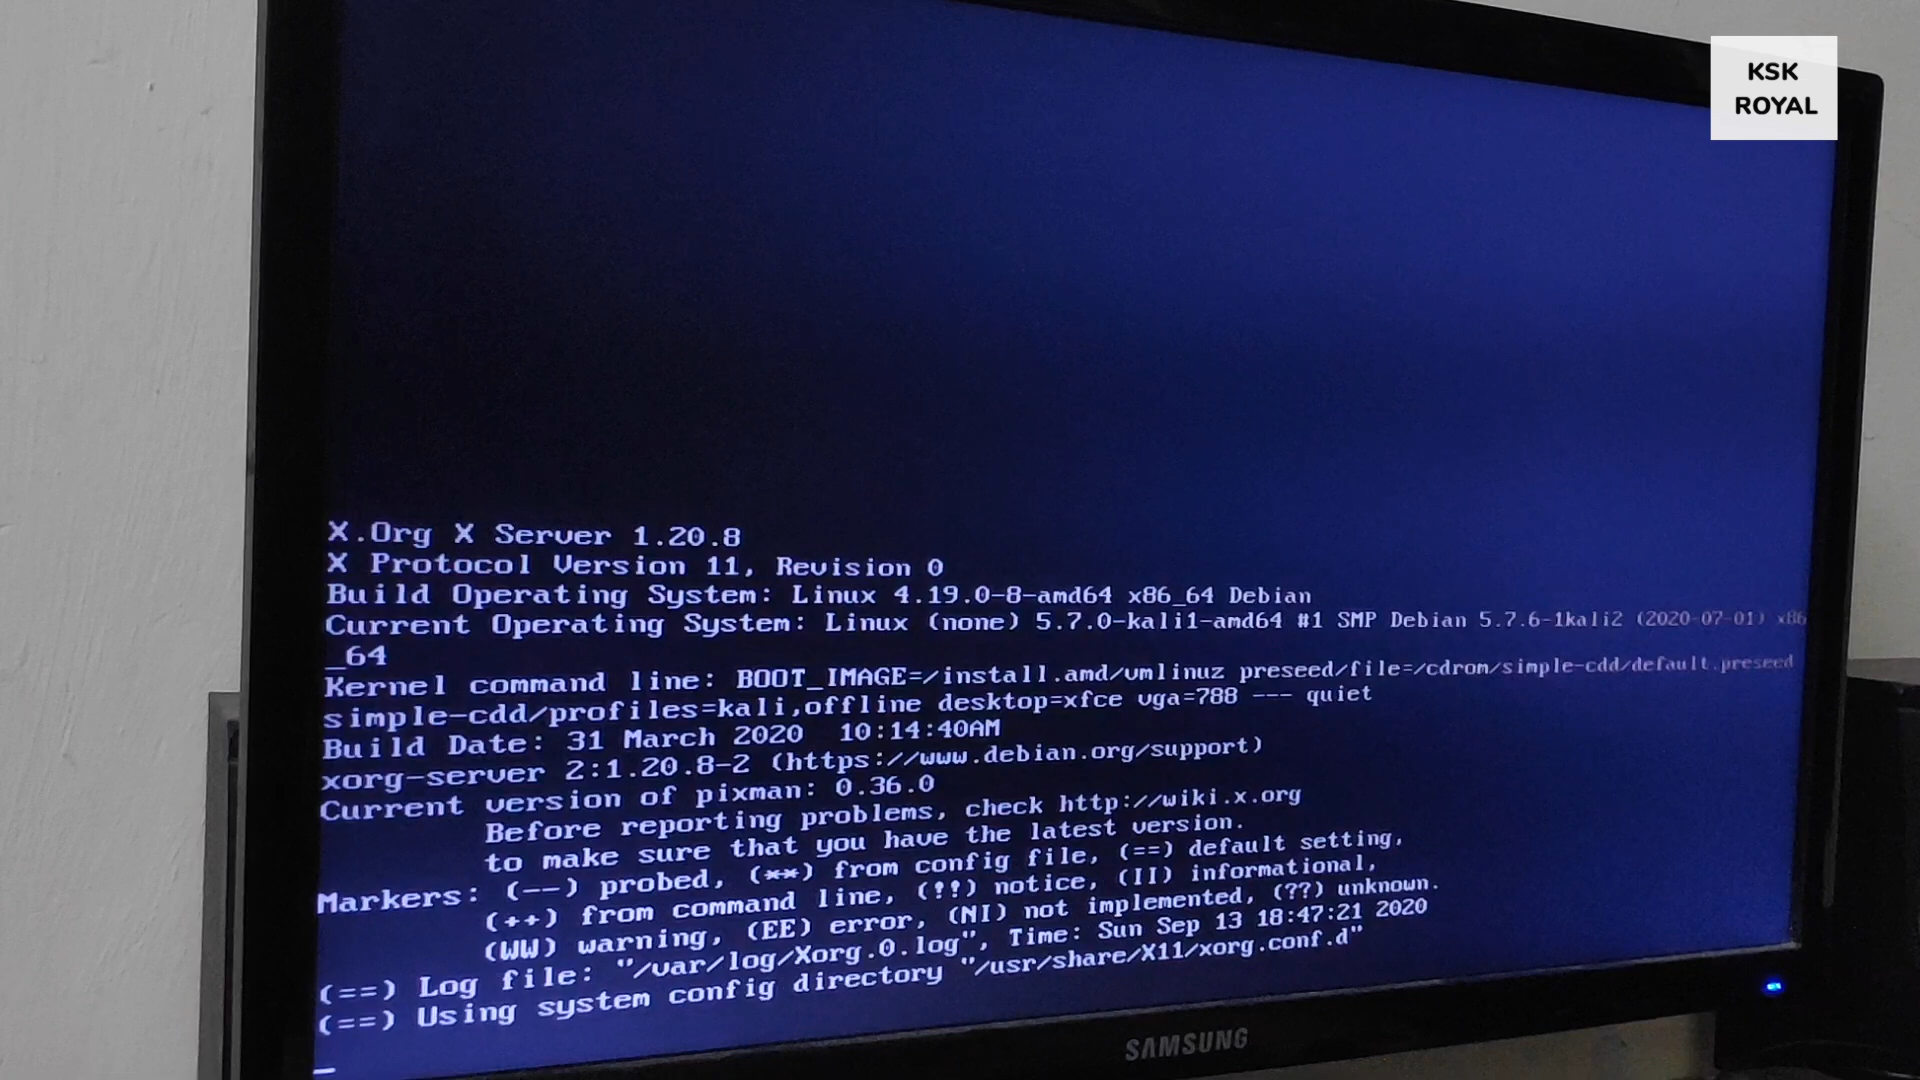 KSK
ROYAL
X.Org X Server 1.20.8
X Protocol Version 11, Revision 0
Build Operating System: Linux 4.19.0-8-amd64 x86_64 Debian
Current Operating System: Linux (none) 5.7.0-kali1-amd64 #1 SMP Debian 5.7.6-1kali2 (2020-07-01) x86
_64
Kernel command line: BOOT_IMAGE=/install.amd/vmlinuz preseed/file=/cdrom/simple-cdd/default.preseed
simple-cdd/profiles=kali,offline desktop=xfce vga=788 --- quiet
Build Date: 31 March 2020  10:14:40AM
xorg-server 2:1.20.8-2 (https://www.debian.org/support)
Current version of pixman: 0.36.0
Before reporting problems, check http://wiki.x.org
to make sure that you have the latest version.
Markers: (--) probed, (**) from config file, (==) default setting,
(++) from command line, (!!) notice, (II) informational,
(WW) warning, (EE) error, (NI) not implemented, (??) unknown.
(==) Log file: "/var/log/Xorg.0.log", Time: Sun Sep 13 18:47:21 2020
(==) Using system config directory "/usr/share/X11/xorg.conf.d"
_
SAMSUNG